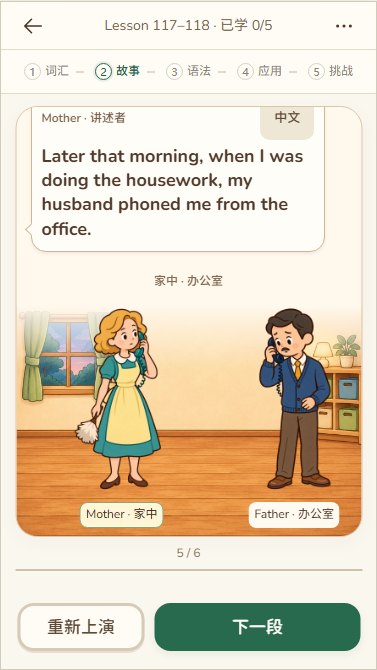 Lesson 117–118 · 已学 0/5
1 词汇 — 2 故事 — 3 语法 — 4 应用 — 5 挑战
Mother · 讲述者
中文
Later that morning, when I was
doing the housework, my
husband phoned me from the
office.
家中 · 办公室
Mother · 家中
Father · 办公室
5 / 6
重新上演
下一段